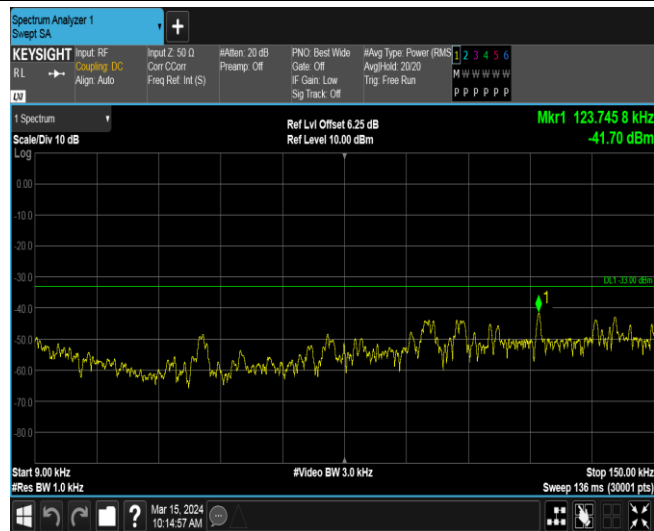 Spectrum Analyzer 1
Swept SA
+
KEYSIGHT
RL
Input: RF
Coupling: DC
Align: Auto
Input Z: 50 Ω
Corr CCorr
Freq Ref: Int (S)
#Atten: 20 dB
Preamp: Off
PNO: Best Wide
Gate: Off
IF Gain: Low
Sig Track: Off
#Avg Type: Power (RMS
Avg|Hold: 20/20
Trig: Free Run
1 2 3 4 5 6
M W W W W W
P P P P P P
1 Spectrum
Scale/Div 10 dB
Log
Ref Lvl Offset 6.25 dB
Ref Level 10.00 dBm
Mkr1 123.745 8 kHz
-41.70 dBm
0.00
-10.0
-20.0
-30.0
DL1 -33.00 dBm
1
-40.0
-50.0
-60.0
-70.0
-80.0
Start 9.00 kHz
#Video BW 3.0 kHz
Stop 150.00 kHz
#Res BW 1.0 kHz
Sweep 136 ms (30001 pts)
?
Mar 15, 2024
10:14:57 AM